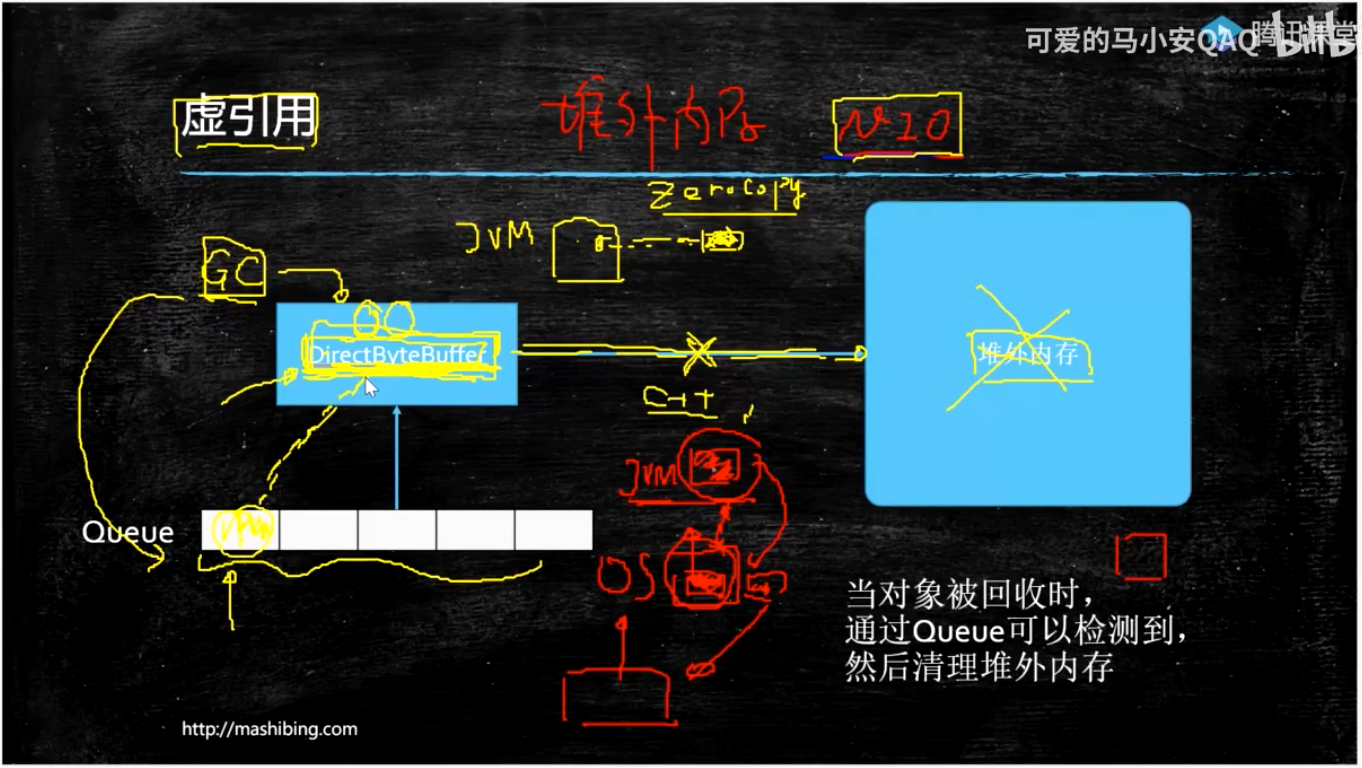 可爱的马小安QAQ
腾讯课堂
bilibili
虚引用
堆外内存 NIO
ZeroCopy
JVM
GC
DirectByteBuffer
堆外内存
C++
JVM
Queue
OS
当对象被回收时，
通过Queue可以检测到，
然后清理堆外内存
http://mashibing.com